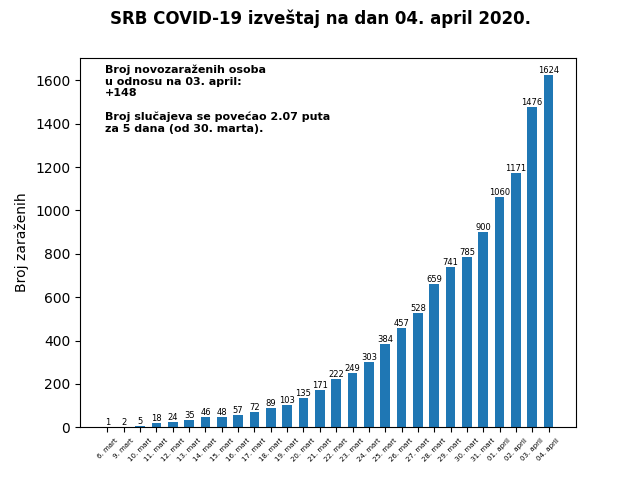 SRB COVID-19 izveštaj na dan 04. april 2020.
Broj novozaraženih osoba
u odnosu na 03. april:
+148
Broj slučajeva se povećao 2.07 puta
za 5 dana (od 30. marta).
Broj zaraženih
1600
1400
1200
1000
800
600
400
200
0
1 2 5 18 24 35 46 48 57 72 89 103 135 171 222 249 303 384 457 528 659 741 785 900 1060 1171 1476 1624
6. mart 9. mart 10. mart 11. mart 12. mart 13. mart 14. mart 15. mart 16. mart 17. mart 18. mart 19. mart 20. mart 21. mart 22. mart 23. mart 24. mart 25. mart 26. mart 27. mart 28. mart 29. mart 30. mart 31. mart 01. april 02. april 03. april 04. april